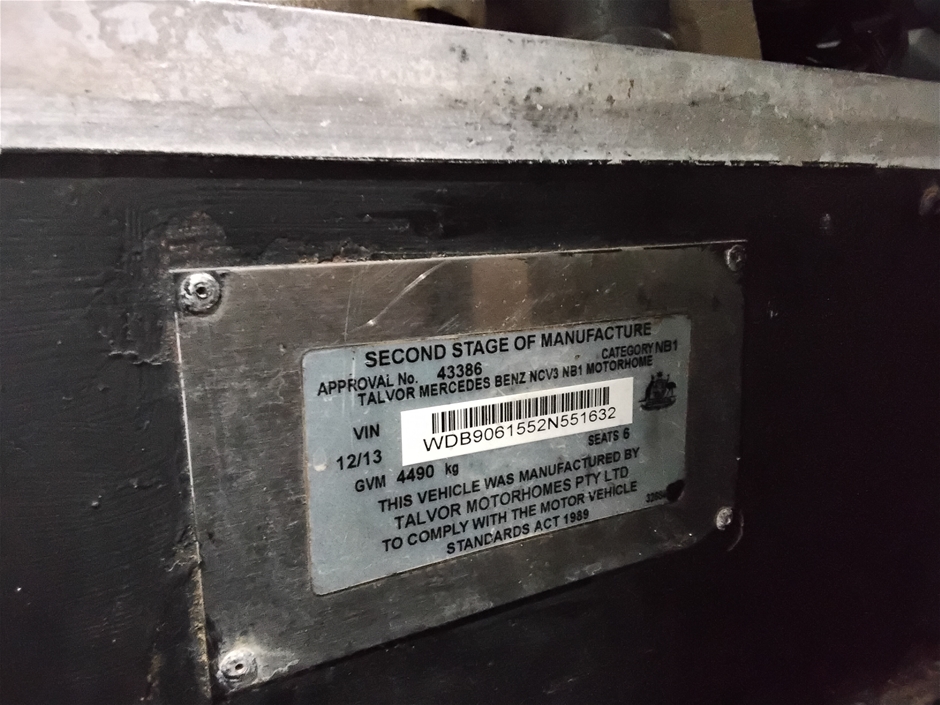 SECOND STAGE OF MANUFACTURE
APPROVAL No. 43386 CATEGORY NB1
TALVOR MERCEDES BENZ NCV3 NB1 MOTORHOME
VIN WDB9061552N551632
12/13 SEATS 6
GVM 4490 kg
THIS VEHICLE WAS MANUFACTURED BY
TALVOR MOTORHOMES PTY LTD
TO COMPLY WITH THE MOTOR VEHICLE
STANDARDS ACT 1989